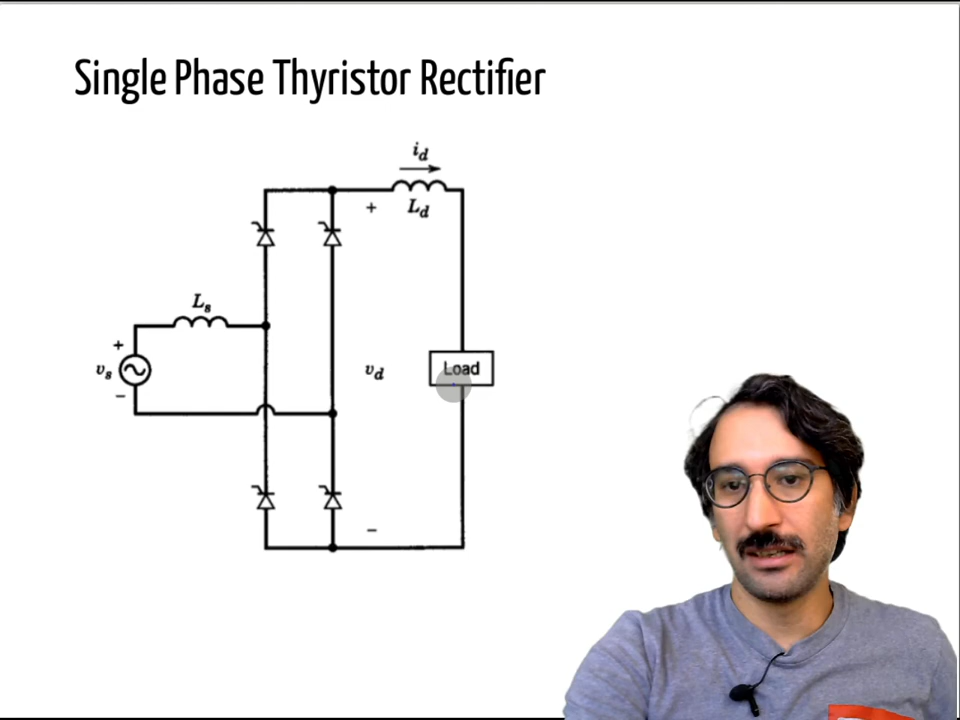 Single Phase Thyristor Rectifier
i_d
+
L_d
L_s
+
v_s
v_d
Load
−
−